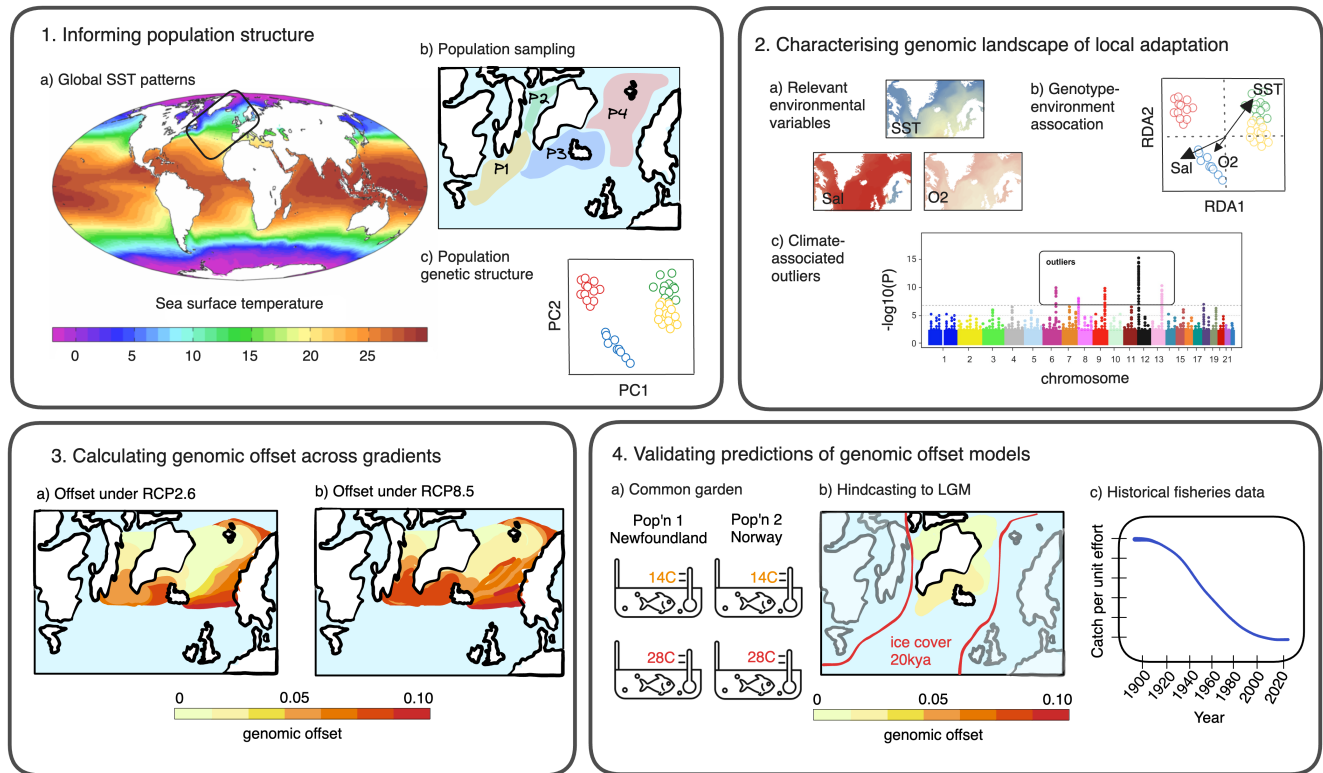 1. Informing population structure
a) Global SST patterns
Sea surface temperature
0 5 10 15 20 25
b) Population sampling
P1
P2
P3
P4
c) Population
genetic structure
PC2
PC1
2. Characterising genomic landscape of local adaptation
a) Relevant
environmental
variables
SST
Sal
O2
b) Genotype-
environment
assocation
RDA2
SST
Sal
O2
RDA1
c) Climate-
associated
outliers
-log10(P)
15
10
5
0
outliers
1 2 3 4 5 6 7 8 9 10 11 12 13 15 17 19 21
chromosome
3. Calculating genomic offset across gradients
a) Offset under RCP2.6
b) Offset under RCP8.5
0 0.05 0.10
genomic offset
4. Validating predictions of genomic offset models
a) Common garden
Pop'n 1
Newfoundland
Pop'n 2
Norway
14C
14C
28C
28C
b) Hindcasting to LGM
ice cover
20kya
0 0.05 0.10
genomic offset
c) Historical fisheries data
Catch per unit effort
1900 1920 1940 1960 1980 2000 2020
Year